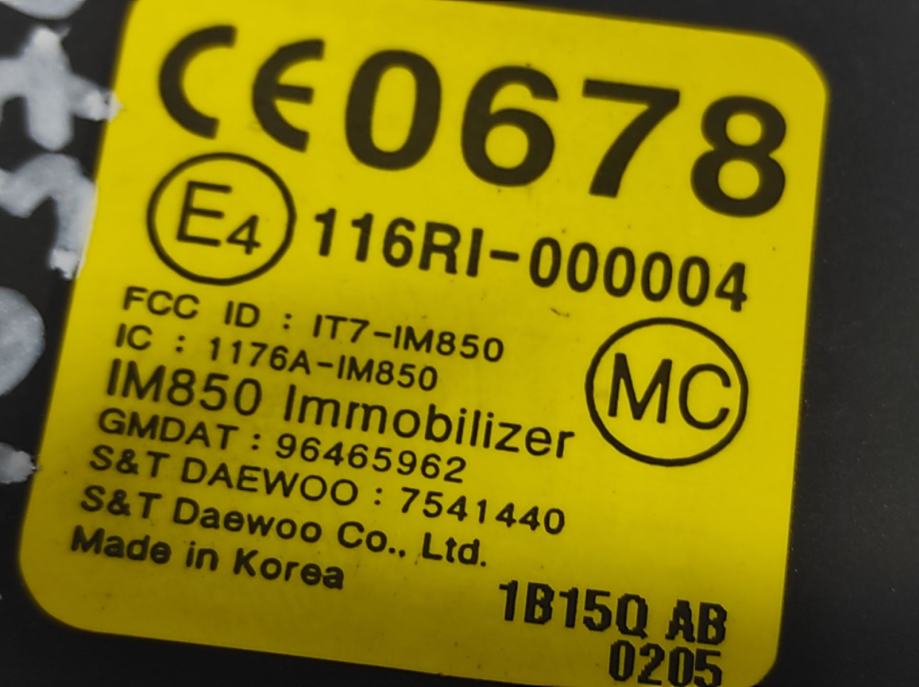 CE0678
E4 116RI-000004
FCC ID : IT7-IM850
IC : 1176A-IM850
MC
IM850 Immobilizer
GMDAT : 96465962
S&T DAEWOO : 7541440
S&T Daewoo Co., Ltd.
Made in Korea
1B15Q AB
0205